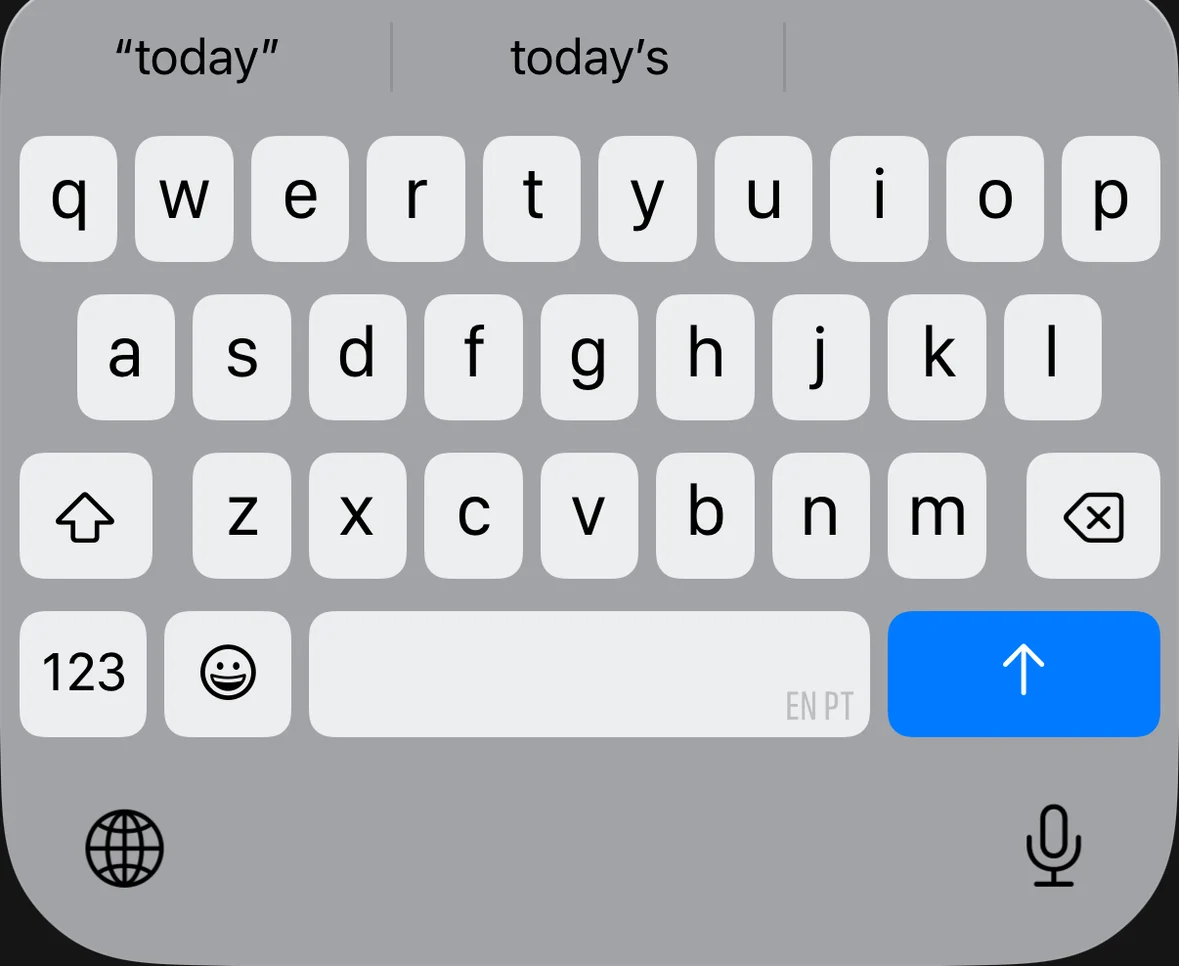 “today” today’s
q w e r t y u i o p
a s d f g h j k l
z x c v b n m
123
EN PT